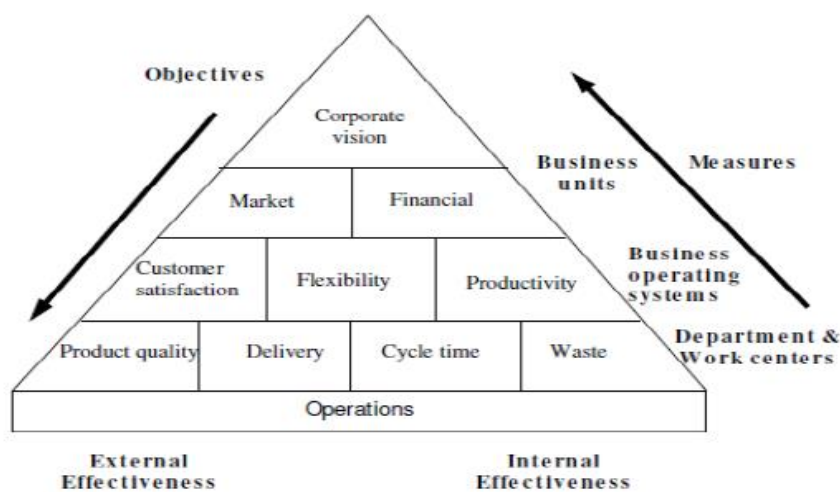 Objectives
Corporate
vision
Business
units
Measures
Market
Financial
Customer
satisfaction
Flexibility
Productivity
Business
operating
systems
Product quality
Delivery
Cycle time
Waste
Department &
Work centers
Operations
External
Effectiveness
Internal
Effectiveness